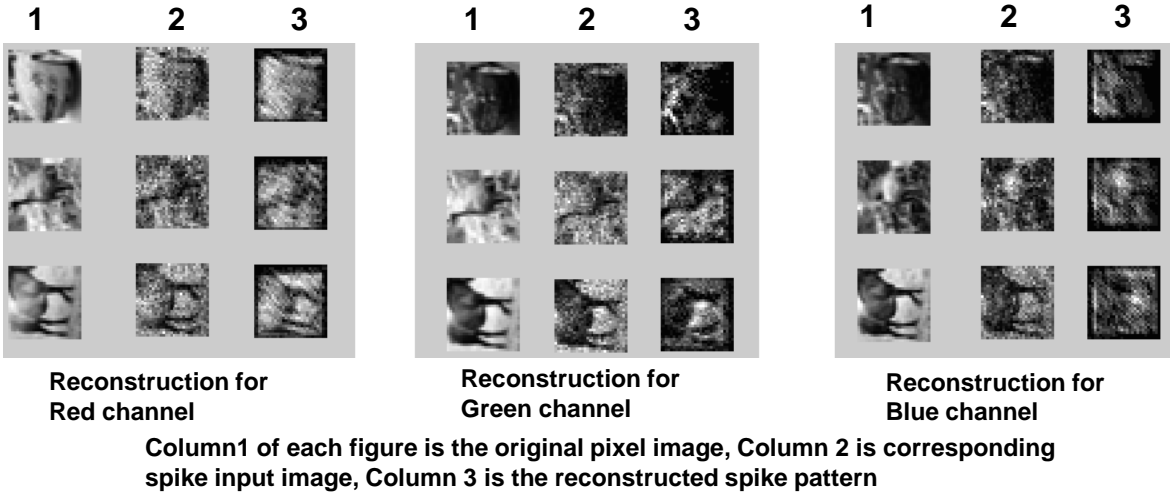 1 2 3
1 2 3
1 2 3
Reconstruction for
Red channel
Reconstruction for
Green channel
Reconstruction for
Blue channel
Column1 of each figure is the original pixel image, Column 2 is corresponding
spike input image, Column 3 is the reconstructed spike pattern